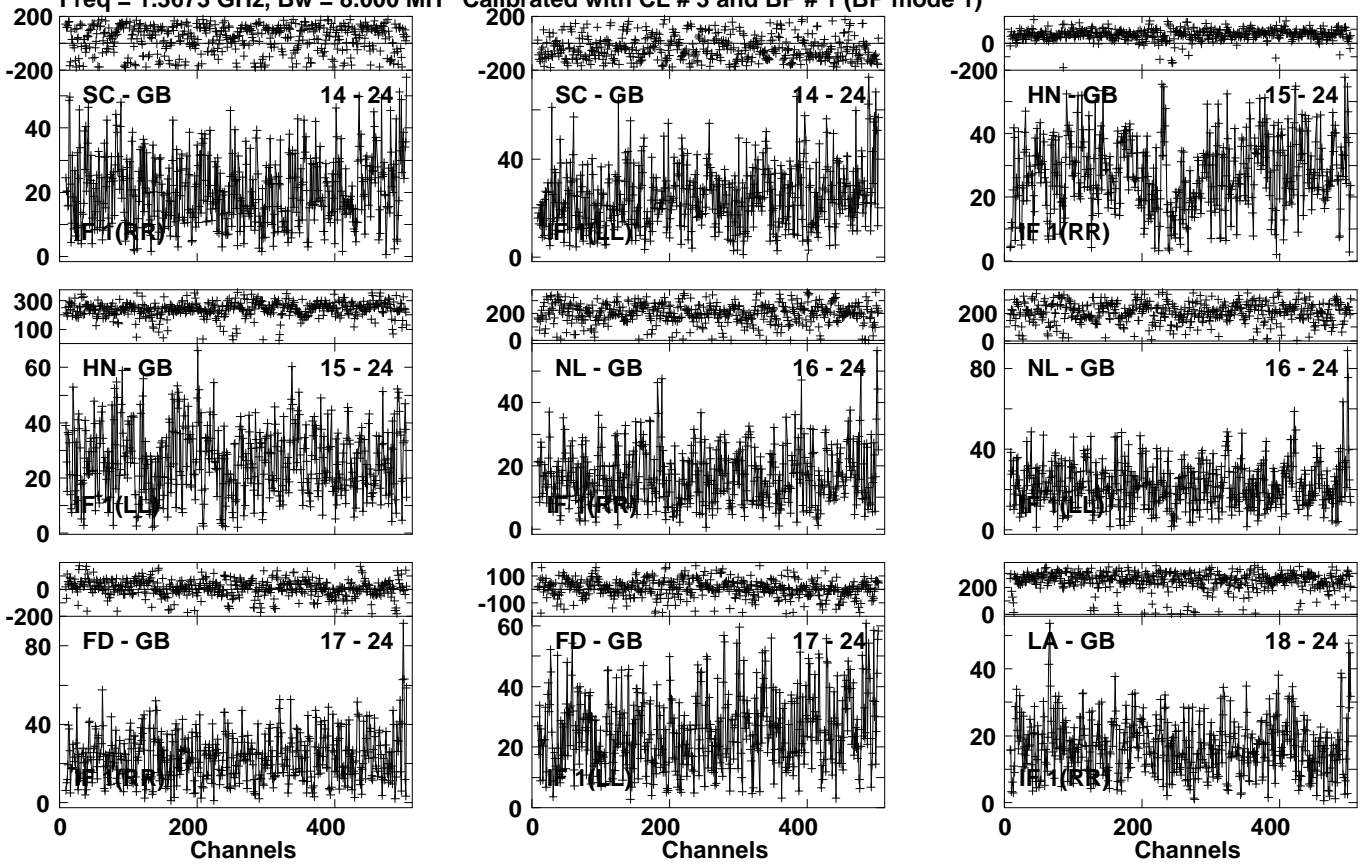 Freq = 1.3673 GHz, Bw = 8.000 MH Calibrated with CL # 3 and BP # 1 (BP mode 1)
200
-200
SC - GB 14 - 24
40
20
0
IF 1(RR)
200
0
-200
SC - GB 14 - 24
40
0
IF 1(LL)
0
-200
HN - GB 15 - 24
40
20
0
IF 1(RR)
300
100
HN - GB 15 - 24
60
40
20
0
IF 1(LL)
200
0
NL - GB 16 - 24
40
20
0
IF 1(RR)
200
0
NL - GB 16 - 24
80
40
0
IF 1(LL)
0
-200
FD - GB 17 - 24
80
40
0
IF 1(RR)
0 200 400
Channels
100
-100
FD - GB 17 - 24
60
40
20
0
IF 1(LL)
0 200 400
Channels
200
0
LA - GB 18 - 24
40
20
0
IF 1(RR)
0 200 400
Channels